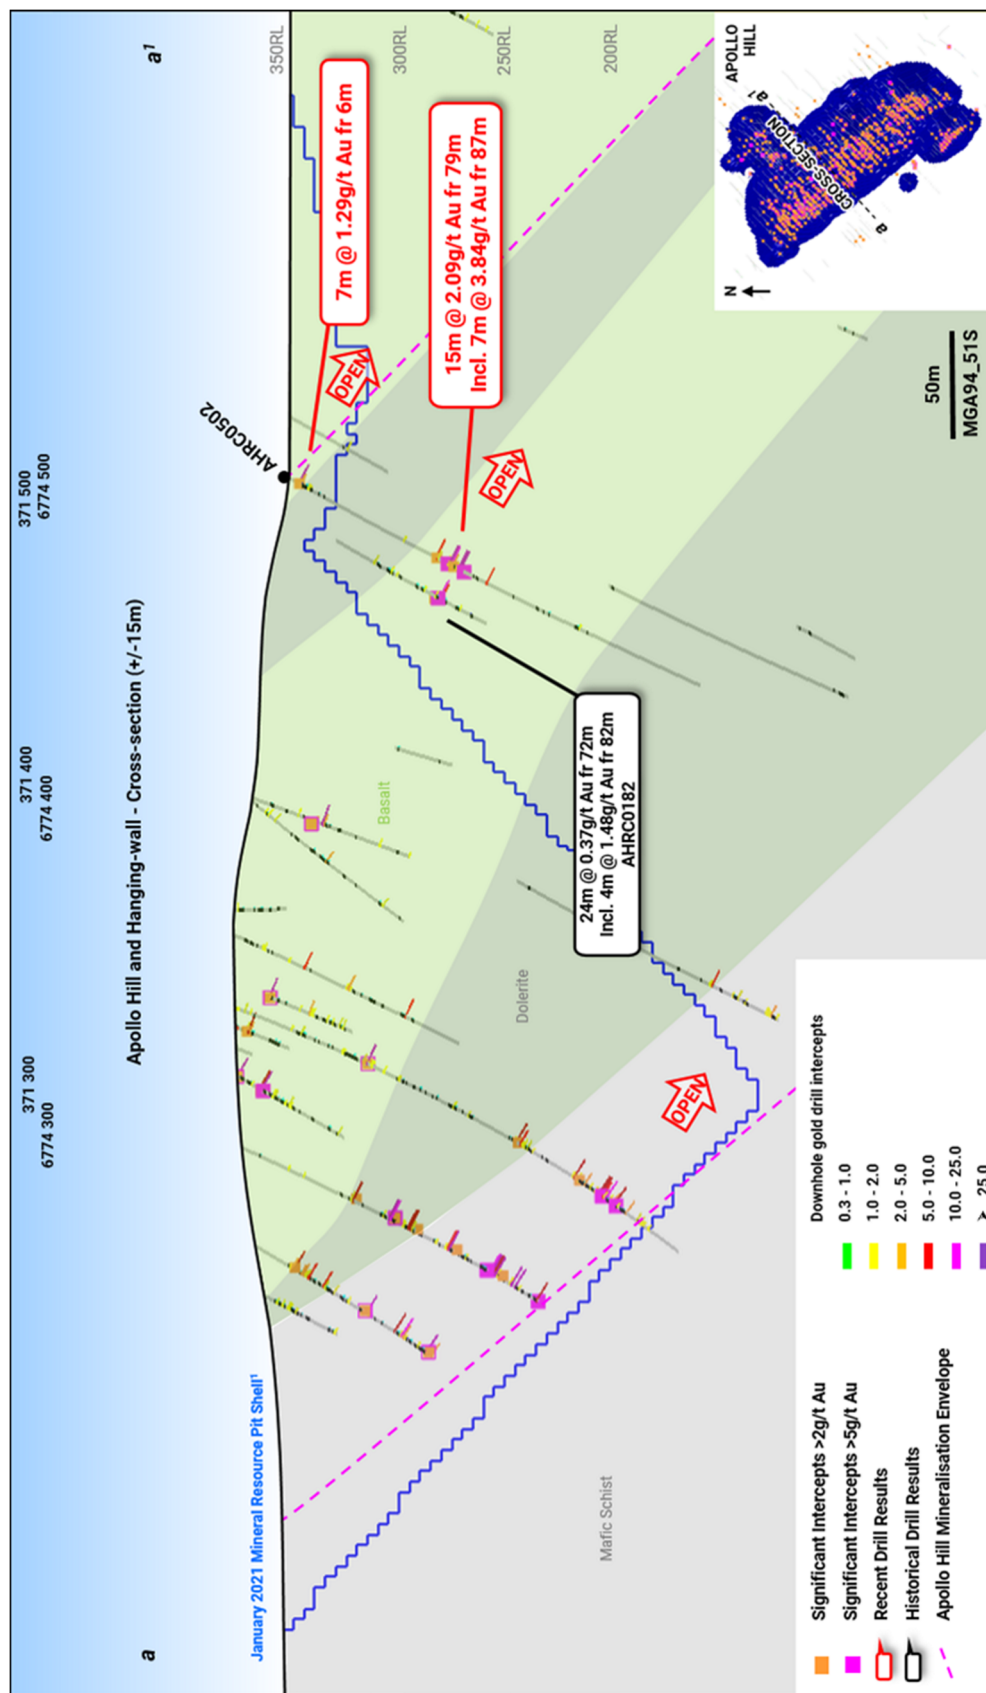 Apollo Hill and Hanging-wall - Cross-section (+/-15m)
371 300
6774 300
371 400
6774 400
371 500
6774 500
a
a¹
January 2021 Mineral Resource Pit Shell¹
AHRC0502
350RL
300RL
250RL
200RL
7m @ 1.29g/t Au fr 6m
OPEN
15m @ 2.09g/t Au fr 79m
Incl. 7m @ 3.84g/t Au fr 87m
OPEN
Basalt
Dolerite
24m @ 0.37g/t Au fr 72m
Incl. 4m @ 1.48g/t Au fr 82m
AHRC0182
OPEN
Mafic Schist
Significant Intercepts >2g/t Au
Significant Intercepts >5g/t Au
Recent Drill Results
Historical Drill Results
Apollo Hill Mineralisation Envelope
Downhole gold drill intercepts
0.3 - 1.0
1.0 - 2.0
2.0 - 5.0
5.0 - 10.0
10.0 - 25.0
> 25.0
50m
MGA94_51S
N
APOLLO
HILL
a
CROSS-SECTION
a¹